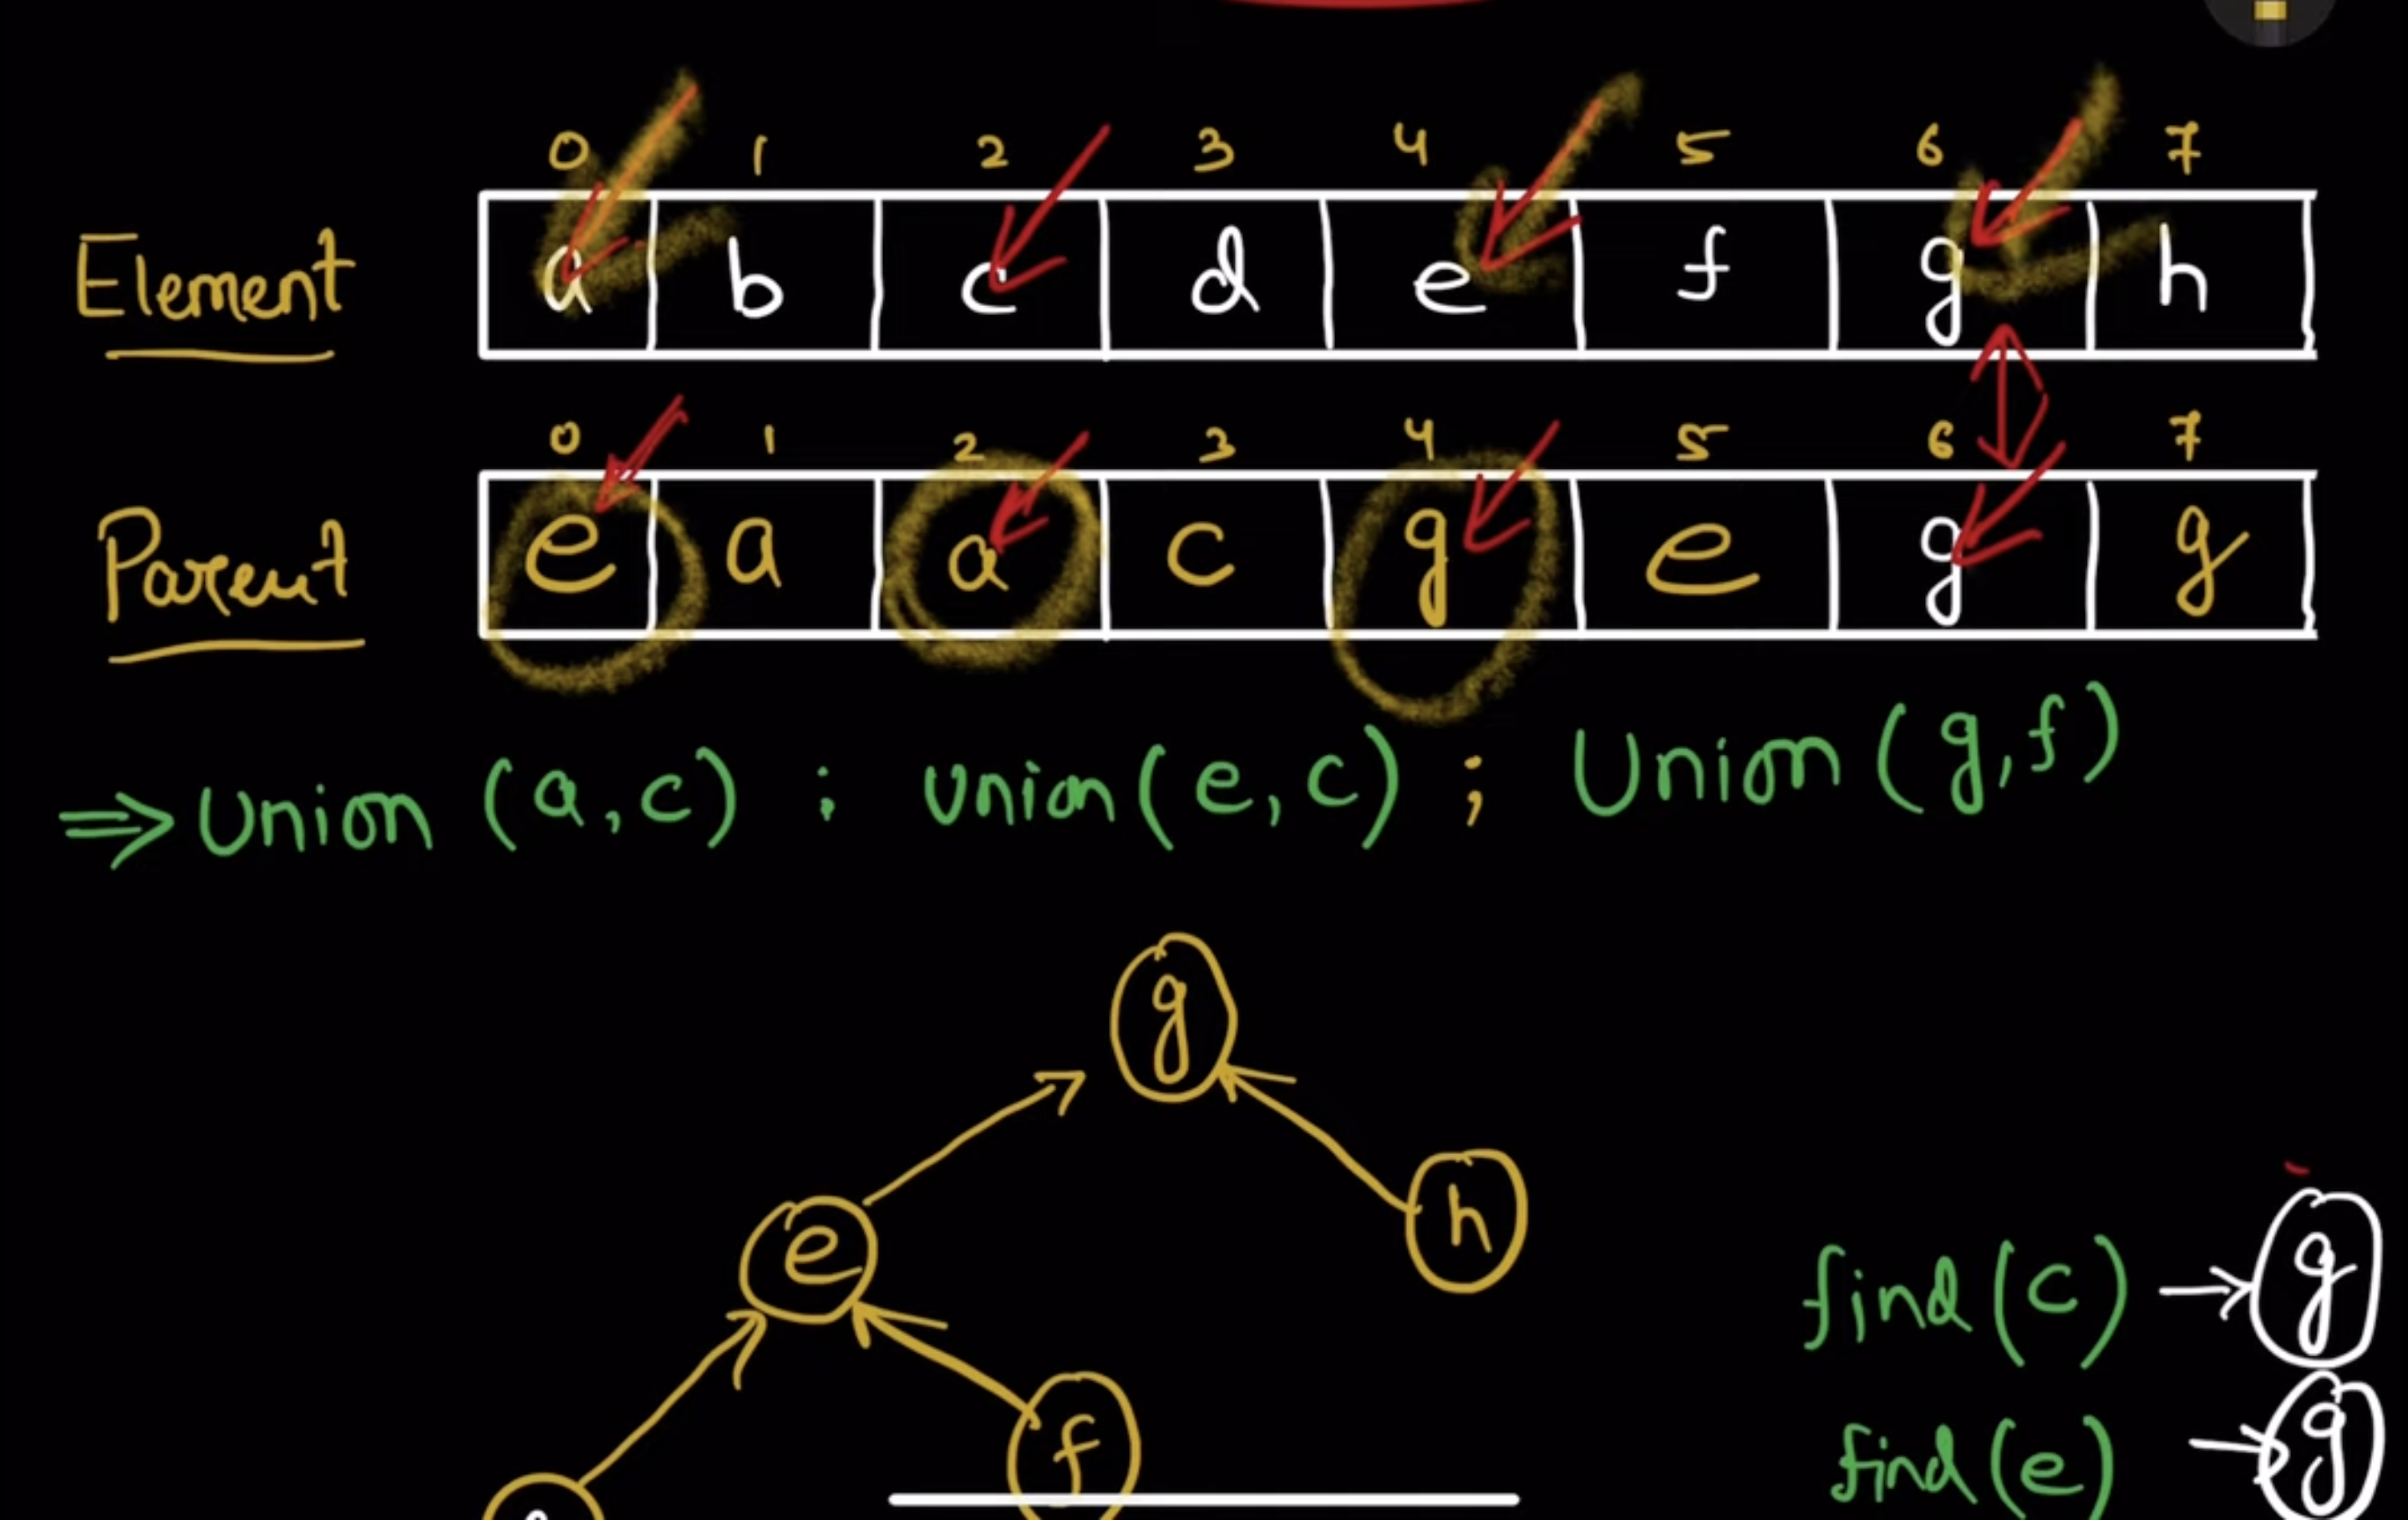 0 1 2 3 4 5 6 7
Element a b c d e f g h
0 1 2 3 4 5 6 7
Parent e a a c g e g g
⇒ Union (a,c) ; Union(e,c) ; Union(g,f)
g
e h
find(c) → g
f find(e) → g